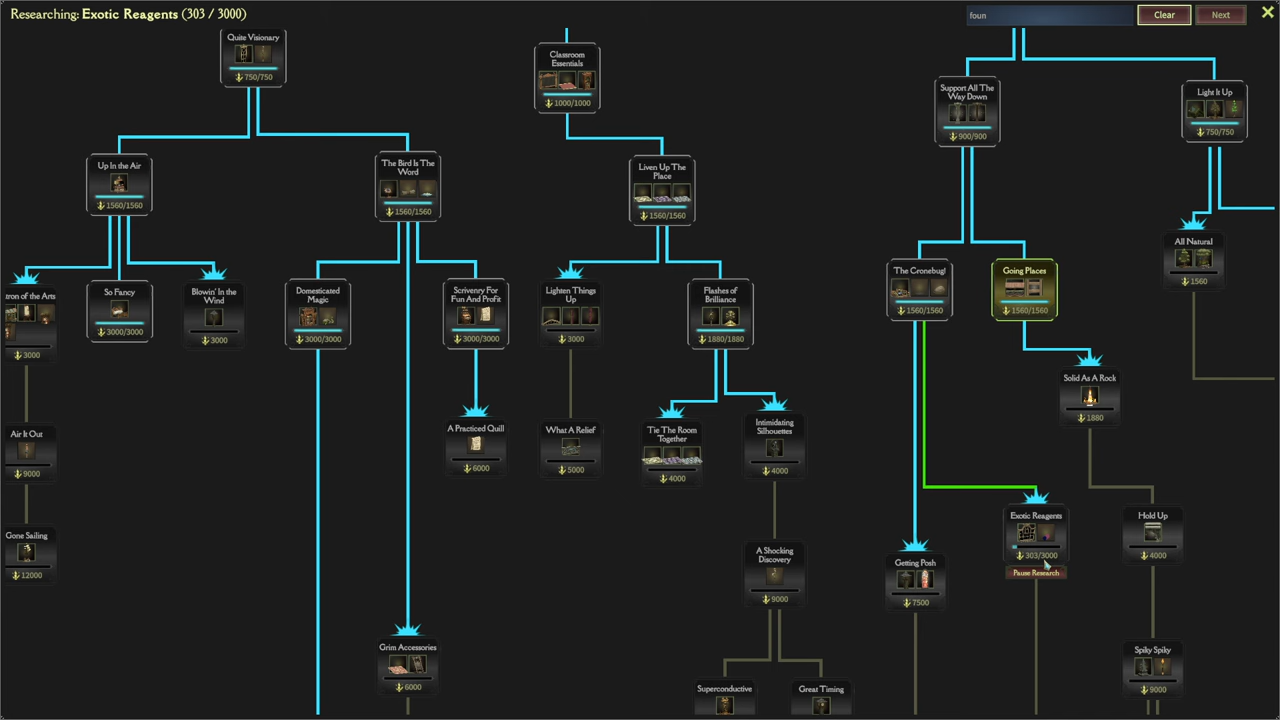 Researching: Exotic Reagents (303 / 3000)
foun
Clear
Next
Quite Visionary
750/750
Classroom
Essentials
1000/1000
Support All The
Way Down
900/900
Light It Up
750/750
Up In the Air
1560/1560
The Bird Is The
Word
1560/1560
Liven Up The
Place
1560/1560
All Natural
1560
tron of the Arts
3000
So Fancy
3000/3000
Blowin' In the
Wind
3000
Domesticated
Magic
3000/3000
Scrivenry For
Fun And Profit
3000/3000
Lighten Things
Up
3000
Flashes of
Brilliance
1880/1880
The Cronebug!
1560/1560
Going Places
1560/1560
Solid As A Rock
1880
Air It Out
9000
A Practiced Quill
6000
What A Relief
5000
Tie The Room
Together
4000
Intimidating
Silhouettes
4000
Gone Sailing
12000
A Shocking
Discovery
9000
Getting Posh
7500
Exotic Reagents
303/3000
Pause Research
Hold Up
4000
Grim Accessories
6000
Superconductive
Great Timing
Spiky Spiky
9000